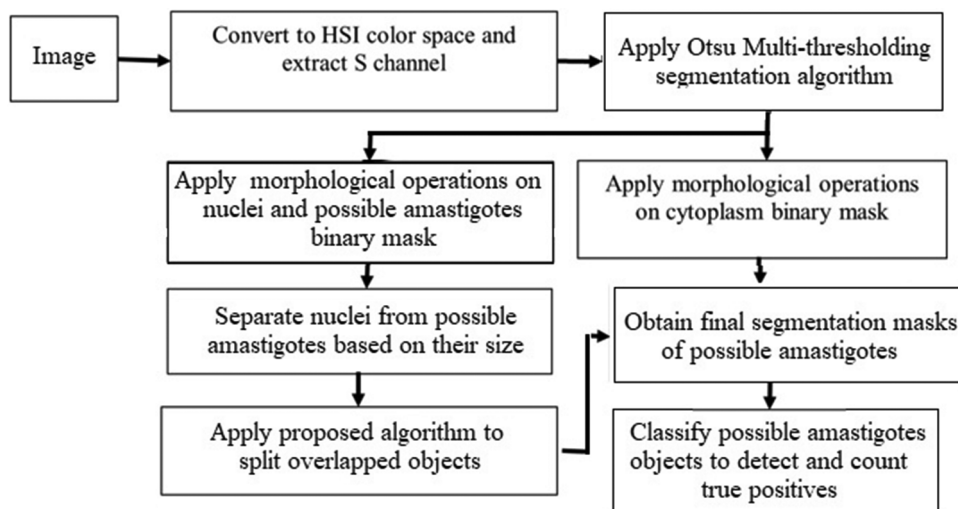 Image
Convert to HSI color space and
extract S channel
Apply Otsu Multi-thresholding
segmentation algorithm
Apply morphological operations on
nuclei and possible amastigotes
binary mask
Apply morphological operations
on cytoplasm binary mask
Separate nuclei from possible
amastigotes based on their size
Obtain final segmentation masks
of possible amastigotes
Apply proposed algorithm to
split overlapped objects
Classify possible amastigotes
objects to detect and count
true positives